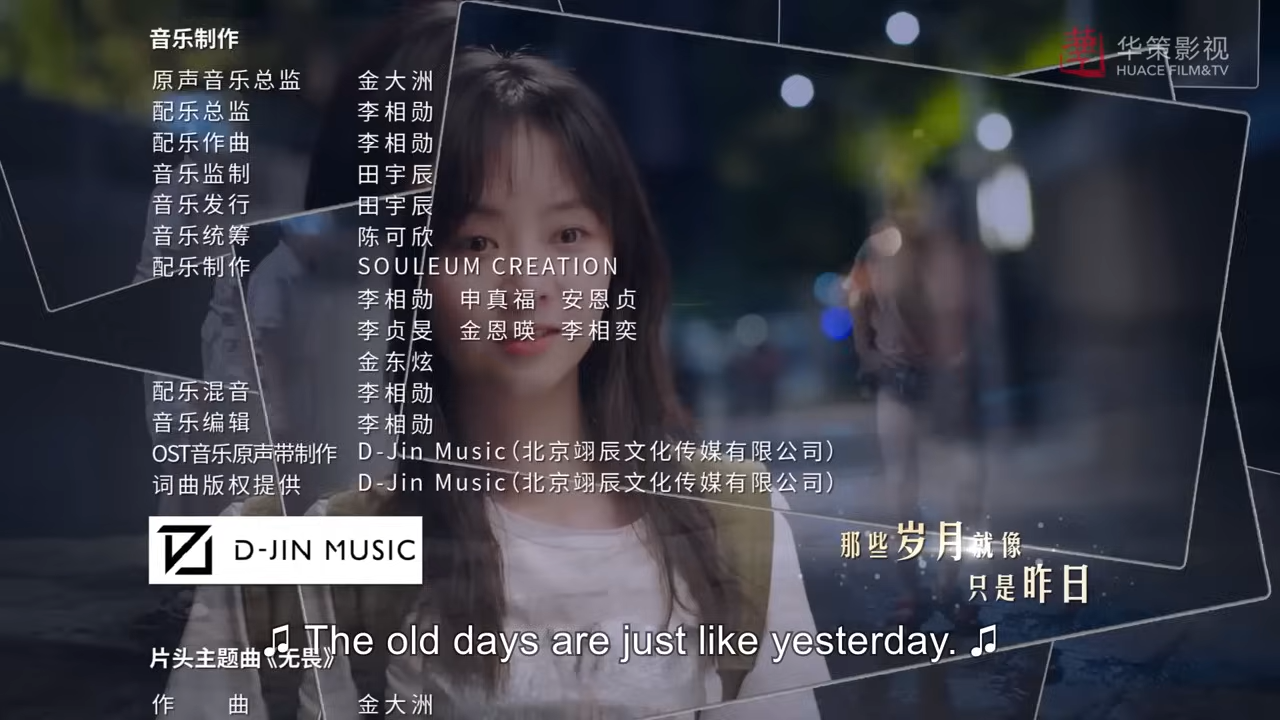 音乐制作
华策影视
HUACE FILM&TV
原声音乐总监 金大洲
配乐总监 李相勋
配乐作曲 李相勋
音乐监制 田宇辰
音乐发行 田宇辰
音乐统筹 陈可欣
配乐制作 SOULEUM CREATION
李相勋 申真福 安恩贞
李贞旻 金恩暎 李相奕
金东炫
配乐混音 李相勋
音乐编辑 李相勋
OST音乐原声带制作 D-Jin Music(北京翊辰文化传媒有限公司)
词曲版权提供 D-Jin Music(北京翊辰文化传媒有限公司)
D-JIN MUSIC
那些岁月就像
只是昨日
♫ The old days are just like yesterday. ♫
片头主题曲《无畏》
作 曲 金大洲